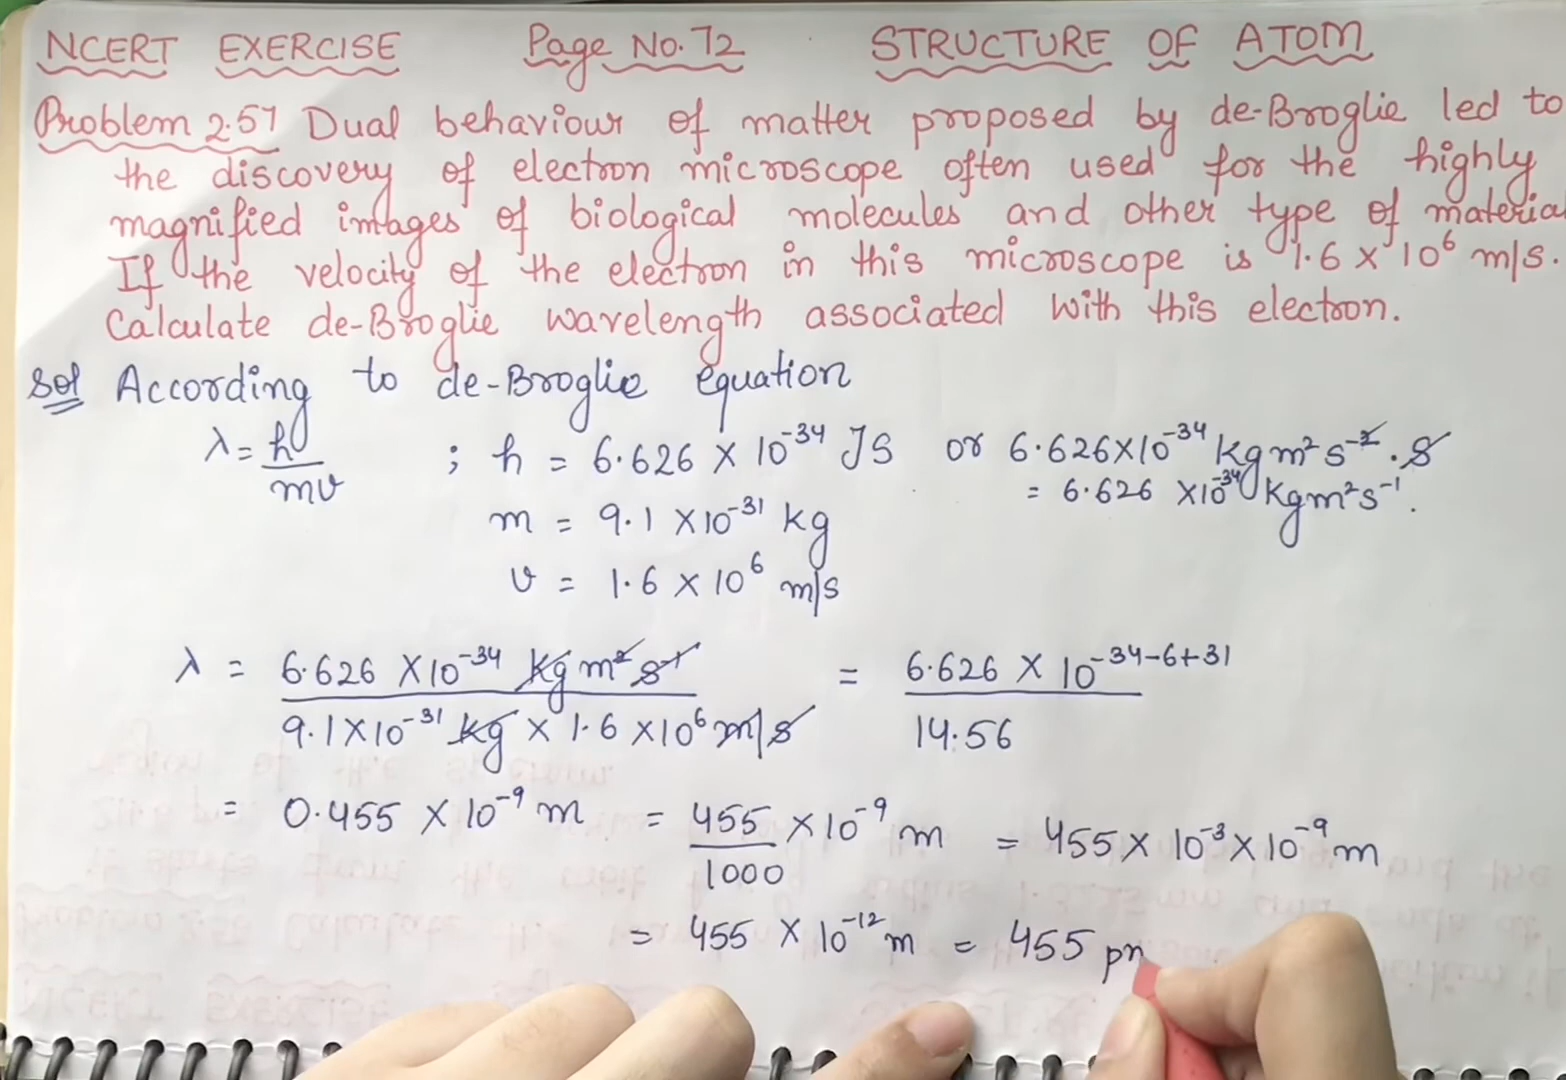 NCERT EXERCISE Page No. 72 STRUCTURE OF ATOM
Problem 2.57 Dual behaviour of matter proposed by de-Broglie led to
the discovery of electron microscope often used for the highly
magnified images of biological molecules and other type of material
If the velocity of the electron in this microscope is 1.6 × 10⁶ m/s.
Calculate de-Broglie wavelength associated with this electron.
Sol According to de-Broglie equation
λ = h/mv ; h = 6.626 × 10⁻³⁴ JS or 6.626×10⁻³⁴ kg m² s⁻² . s
= 6.626 ×10⁻³⁴ Kgm²s⁻¹.
m = 9.1 ×10⁻³¹ kg
v = 1.6 × 10⁶ m/s
λ = 6.626 ×10⁻³⁴ kg m² s⁻¹ / 9.1×10⁻³¹ kg × 1.6 ×10⁶ m/s = 6.626 × 10⁻³⁴⁻⁶⁺³¹ / 14.56
= 0.455 × 10⁻⁹ m = 455/1000 ×10⁻⁹ m = 455× 10⁻³×10⁻⁹ m
= 455 × 10⁻¹² m = 455 pm